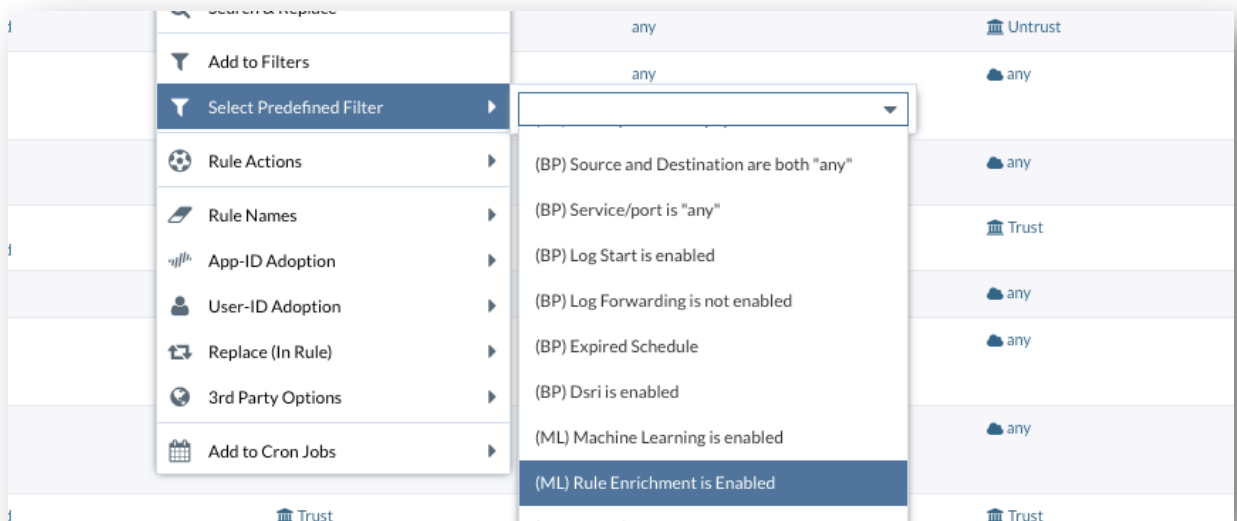 Search & Replace
any
Untrust
Add to Filters
any
any
Select Predefined Filter
(BP) Source and Destination are both "any"
Rule Actions
any
(BP) Service/port is "any"
Rule Names
Trust
(BP) Log Start is enabled
App-ID Adoption
(BP) Log Forwarding is not enabled
User-ID Adoption
any
(BP) Expired Schedule
Replace (In Rule)
any
(BP) Dsri is enabled
3rd Party Options
(ML) Machine Learning is enabled
any
Add to Cron Jobs
(ML) Rule Enrichment is Enabled
Trust
Trust